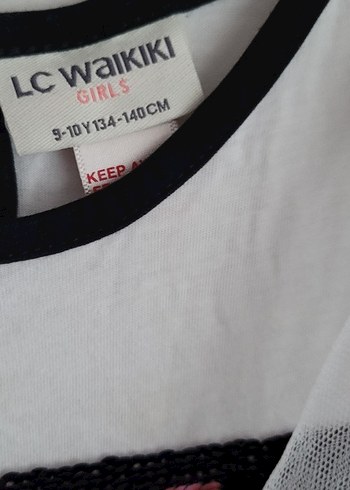 LC WAIKIKI
GIRLS
9-10Y 134-140CM
KEEP